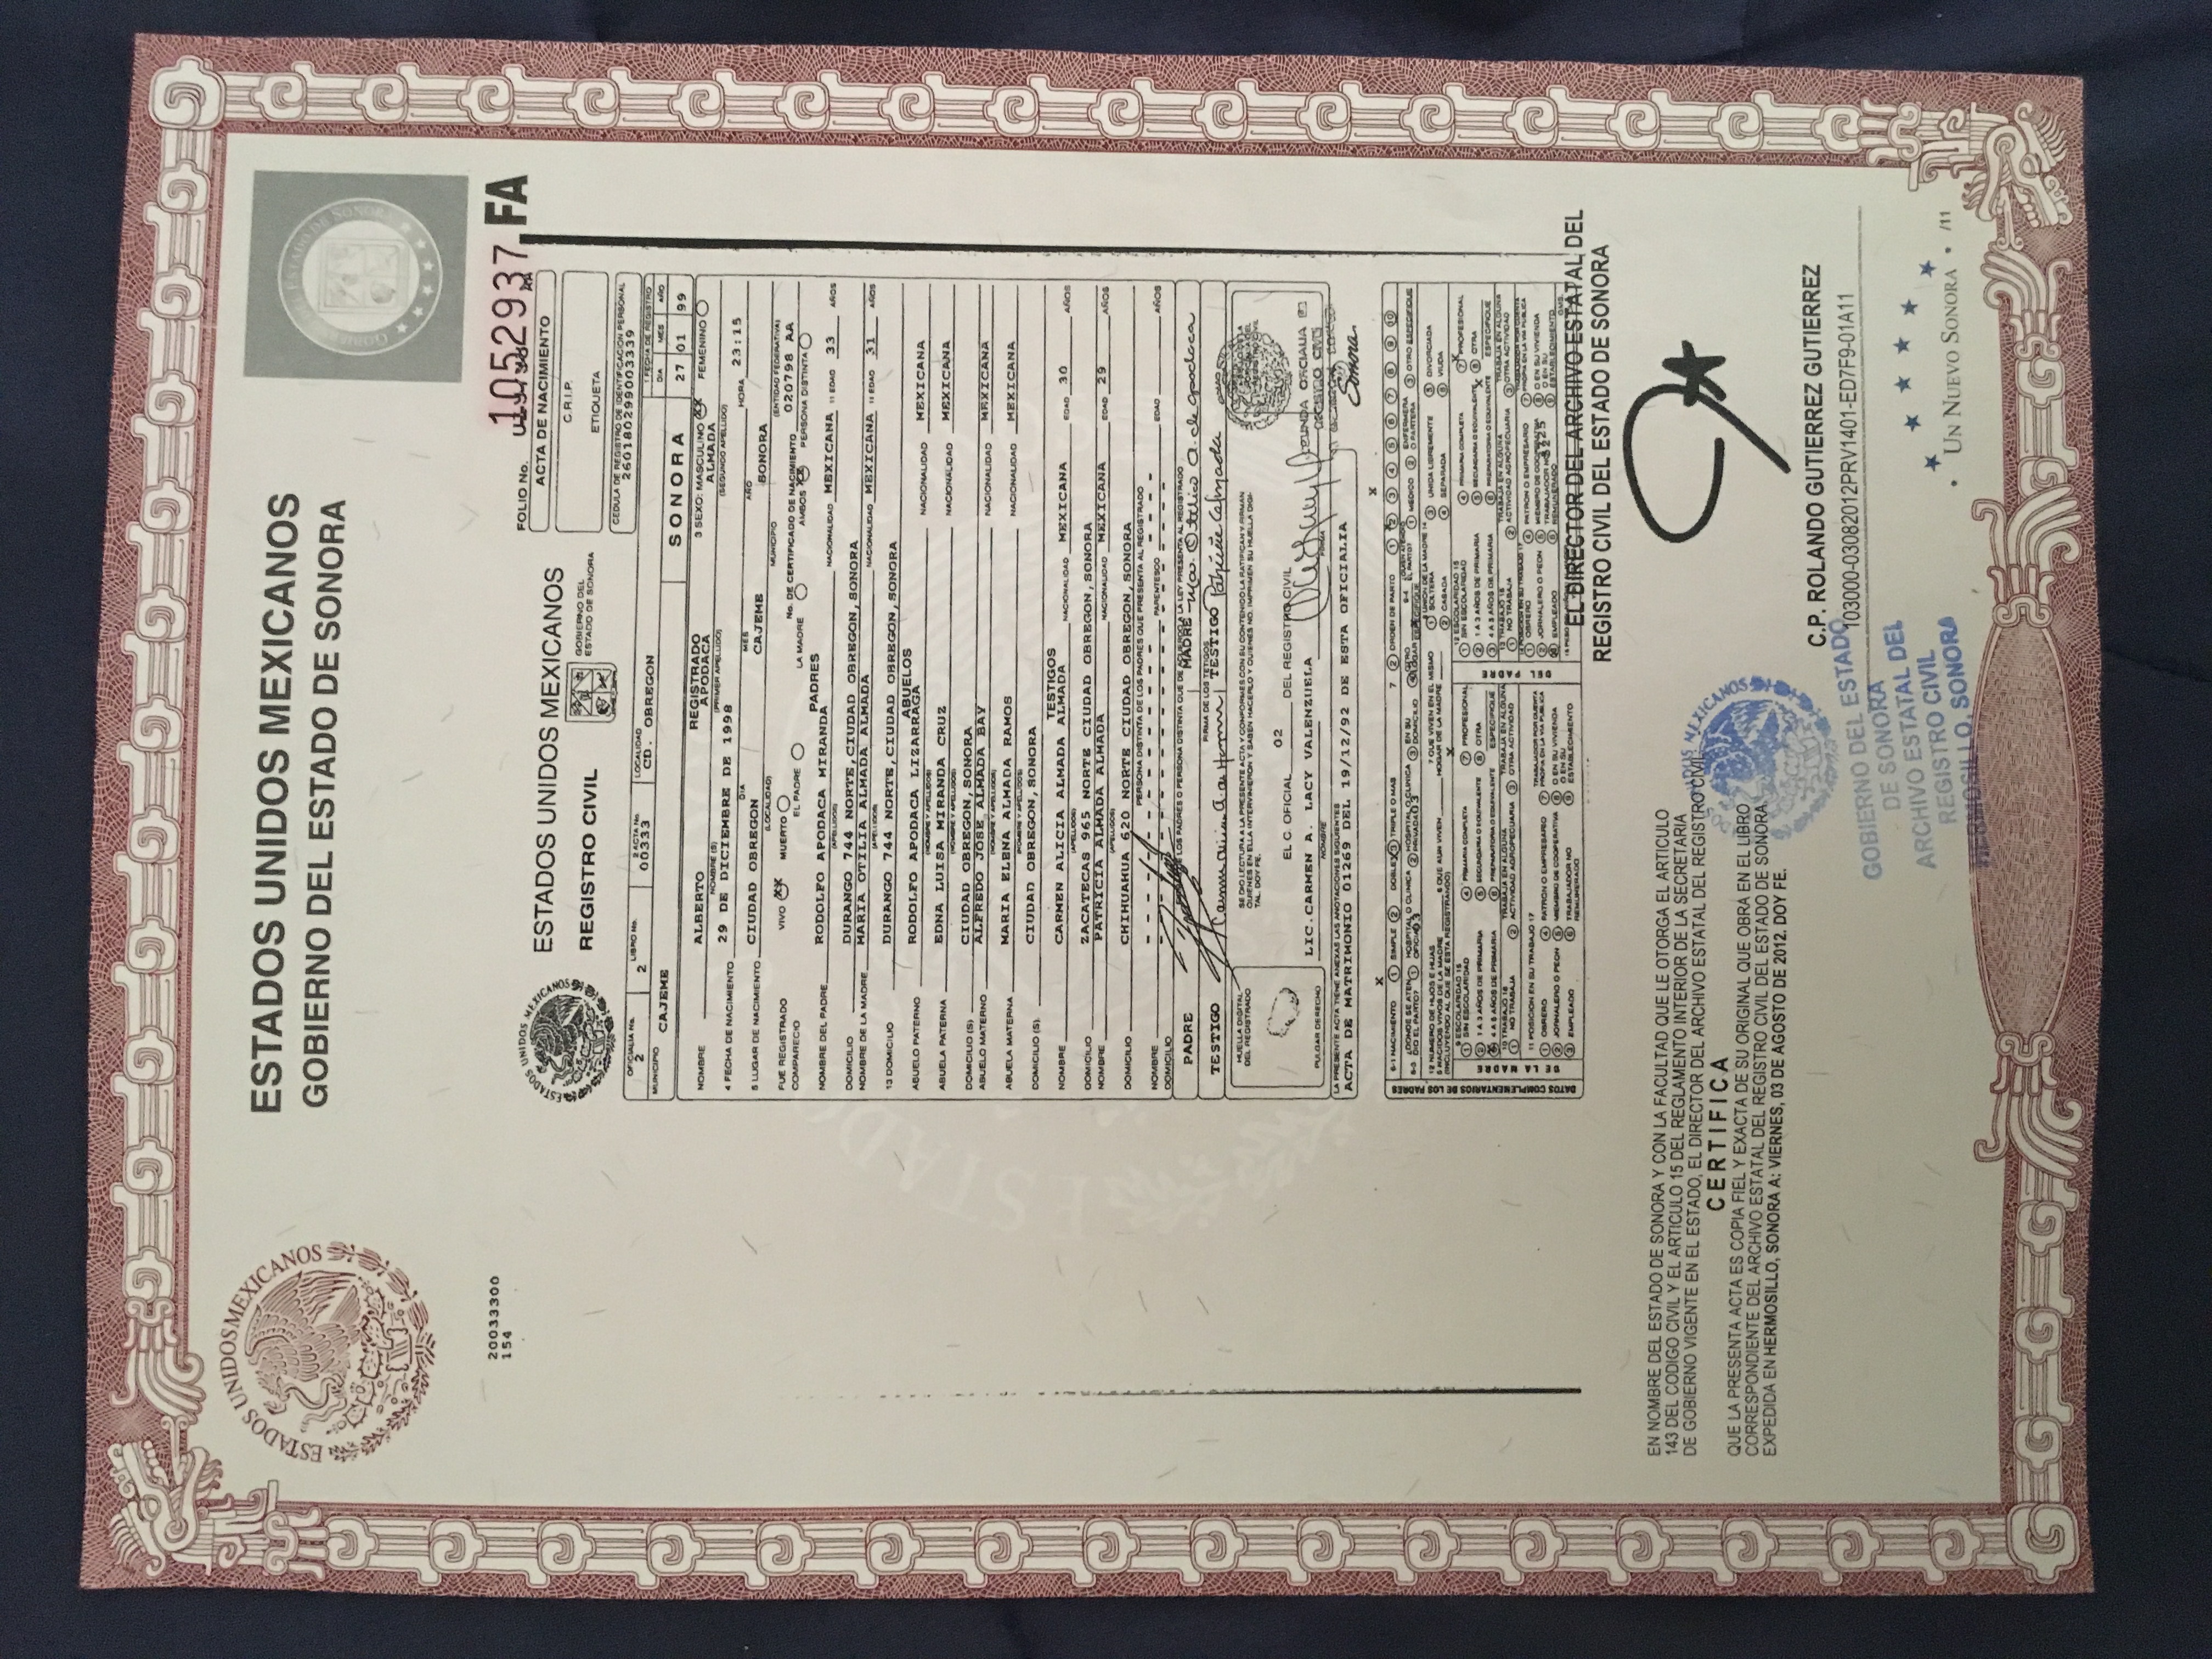 ESTADOS UNIDOS MEXICANOS
ESTADOS UNIDOS MEXICANOS
GOBIERNO DEL ESTADO DE SONORA
GOBIERNO DEL ESTADO DE SONORA
20033300
154
1052937 FA
FOLIO No.
ESTADOS UNIDOS MEXICANOS
ESTADOS UNIDOS MEXICANOS
REGISTRO CIVIL
GOBIERNO DEL
ESTADO DE SONORA
ACTA DE NACIMIENTO
C.R.I.P.
ETIQUETA
CEDULA DE REGISTRO DE IDENTIFICACION PERSONAL
260180299003339
OFICIALIA No. LIBRO No. 2 ACTA No. LOCALIDAD 1 FECHA DE REGISTRO
2 2 00333 CD. OBREGON DIA MES AÑO
MUNICIPIO CAJEME SONORA 27 01 99
REGISTRADO
NOMBRE ALBERTO APODACA ALMADA 3 SEXO: MASCULINO XX FEMENINO
NOMBRE (S) (PRIMER APELLIDO) (SEGUNDO APELLIDO)
4 FECHA DE NACIMIENTO 29 DE DICIEMBRE DE 1998 HORA 23:15
DIA MES AÑO
5 LUGAR DE NACIMIENTO CIUDAD OBREGON CAJEME SONORA
(LOCALIDAD) MUNICIPIO (ENTIDAD FEDERATIVA)
FUE REGISTRADO VIVO XX MUERTO No. DE CERTIFICADO DE NACIMIENTO 020798 AA
COMPARECIO EL PADRE LA MADRE AMBOS XX PERSONA DISTINTA
PADRES
NOMBRE DEL PADRE RODOLFO APODACA MIRANDA NACIONALIDAD MEXICANA 11 EDAD 33 AÑOS
(APELLIDOS)
DOMICILIO DURANGO 744 NORTE, CIUDAD OBREGON, SONORA
NOMBRE DE LA MADRE MARIA OTILIA ALMADA ALMADA NACIONALIDAD MEXICANA 11 EDAD 31 AÑOS
(APELLIDOS)
13 DOMICILIO DURANGO 744 NORTE, CIUDAD OBREGON, SONORA
ABUELOS
ABUELO PATERNO RODOLFO APODACA LIZARRAGA NACIONALIDAD MEXICANA
(NOMBRE Y APELLIDOS)
ABUELA PATERNA EDNA LUISA MIRANDA CRUZ NACIONALIDAD MEXICANA
(NOMBRE Y APELLIDOS)
DOMICILIO (S) CIUDAD OBREGON, SONORA
ABUELO MATERNO ALFREDO JOSE ALMADA BAY NACIONALIDAD MEXICANA
(NOMBRE Y APELLIDOS)
ABUELA MATERNA MARIA ELENA ALMADA RAMOS NACIONALIDAD MEXICANA
(NOMBRE Y APELLIDOS)
DOMICILIO (S). CIUDAD OBREGON, SONORA
TESTIGOS
NOMBRE CARMEN ALICIA ALMADA ALMADA NACIONALIDAD MEXICANA EDAD 30 AÑOS
(APELLIDOS)
DOMICILIO ZACATECAS 965 NORTE CIUDAD OBREGON, SONORA
NOMBRE PATRICIA ALMADA ALMADA NACIONALIDAD MEXICANA EDAD 29 AÑOS
(APELLIDOS)
DOMICILIO CHIHUAHUA 620 NORTE CIUDAD OBREGON, SONORA
PERSONA DISTINTA DE LOS PADRES QUE PRESENTA AL REGISTRADO
NOMBRE PARENTESCO EDAD AÑOS
DOMICILIO
DE LOS PADRES O PERSONA DISTINTA QUE DE ACUERDO A LA LEY PRESENTA AL REGISTRADO
PADRE MADRE Ma. Otilia A. de Apodaca
FIRMA DE LOS TETIGOS
TESTIGO TESTIGO
HUELLA DIGITAL
DEL REGISTRADO
PULGAR DERECHO
SE DIO LECTURA A LA PRESENTE ACTA Y CONFORMES CON SU CONTENIDO LA RATIFICAN Y FIRMAN
QUIENES EN ELLA INTERVINIERON Y SABEN HACERLO Y QUIENES NO, IMPRIMEN SU HUELLA DIGI-
TAL. DOY FE.
EL C. OFICIAL 02 DEL REGISTRO CIVIL
LIC. CARMEN A. LACY VALENZUELA
NOMBRE FIRMA
Sonora
LA PRESENTE ACTA TIENE ANEXAS LAS ANOTACIONES SIGUIENTES
ACTA DE MATRIMONIO 01269 DEL 19/12/92 DE ESTA OFICIALIA
DATOS COMPLEMENTARIOS DE LOS PADRES
6-1 NACIMIENTO 1 SIMPLE 2 DOBLE 3 TRIPLE O MAS 7 ORDEN DE PARTO 1 2 3 4 5 6 7 8 9 10
¿DONDE SE ATENDIO EL PARTO? 1 HOSPITAL O CLINICA OFICIAL 2 HOSPITAL O CLINICA PRIVADA 3 EN SU DOMICILIO 4 OTRO LUGAR ESPECIFIQUE
¿QUIEN ATENDIO EL PARTO? 1 MEDICO 2 ENFERMERA O PARTERA 3 OTRO ESPECIFIQUE
12 NUMERO DE HIJOS E HIJAS
5 NACIDOS VIVOS DE LA MADRE 6 QUE AUN VIVEN 7 QUE VIVEN EN EL MISMO HOGAR DE LA MADRE
(INCLUYENDO AL QUE SE ESTA REGISTRANDO)
8 UNION DE LA MADRE 14 1 SOLTERA 2 CASADA 3 UNIDA LIBREMENTE 4 SEPARADA 5 DIVORCIADA 6 VIUDA
DE LA MADRE
9 ESCOLARIDAD 15
1 SIN ESCOLARIDAD 4 PRIMARIA COMPLETA 7 PROFESIONAL
2 1 A 3 AÑOS DE PRIMARIA 5 SECUNDARIA O EQUIVALENTE 8 OTRA
4 A 5 AÑOS DE PRIMARIA 6 PREPARATORIA O EQUIVALENTE ESPECIFIQUE
10 TRABAJO 16
1 NO TRABAJA 2 TRABAJA EN ALGUNA ACTIVIDAD AGROPECUARIA 3 TRABAJA EN ALGUNA OTRA ACTIVIDAD
11 POSICION EN SU TRABAJO 17
1 OBRERO 4 PATRON O EMPRESARIO 7 TRABAJADOR POR CUENTA PROPIA EN LA VIA PUBLICA
2 JORNALERO O PEON 5 MIEMBRO DE COOPERATIVA 8 O EN SU VIVIENDA
3 EMPLEADO 6 TRABAJADOR NO REMUNERADO 9 O EN SU ESTABLECIMIENTO
DEL PADRE
12 ESCOLARIDAD 15
1 SIN ESCOLARIDAD 4 PRIMARIA COMPLETA 7 PROFESIONAL
2 1 A 3 AÑOS DE PRIMARIA 5 SECUNDARIA O EQUIVALENTE 8 OTRA
3 4 A 5 AÑOS DE PRIMARIA 6 PREPARATORIA O EQUIVALENTE ESPECIFIQUE
13 TRABAJO 16
1 NO TRABAJA 2 TRABAJA EN ALGUNA ACTIVIDAD AGROPECUARIA 3 TRABAJA EN ALGUNA OTRA ACTIVIDAD
14 POSICION EN SU TRABAJO 17
1 OBRERO 4 PATRON O EMPRESARIO 7 TRABAJADOR POR CUENTA PROPIA EN LA VIA PUBLICA
2 JORNALERO O PEON 5 MIEMBRO DE COOPERATIVA 8 O EN SU VIVIENDA
EMPLEADO 6 TRABAJADOR NO REMUNERADO 9 O EN SU ESTABLECIMIENTO
EL DIRECTOR DEL ARCHIVO ESTATAL DEL
REGISTRO CIVIL DEL ESTADO DE SONORA
EN NOMBRE DEL ESTADO DE SONORA Y CON LA FACULTAD QUE LE OTORGA EL ARTICULO
143 DEL CODIGO CIVIL Y EL ARTICULO 15 DEL REGLAMENTO INTERIOR DE LA SECRETARIA
DE GOBIERNO VIGENTE EN EL ESTADO, EL DIRECTOR DEL ARCHIVO ESTATAL DEL REGISTRO CIVIL
CERTIFICA
QUE LA PRESENTE ACTA ES COPIA FIEL Y EXACTA DE SU ORIGINAL QUE OBRA EN EL LIBRO
CORRESPONDIENTE DEL ARCHIVO ESTATAL DEL REGISTRO CIVIL DEL ESTADO DE SONORA.
EXPEDIDA EN HERMOSILLO, SONORA A: VIERNES, 03 DE AGOSTO DE 2012. DOY FE.
C.P. ROLANDO GUTIERREZ GUTIERREZ
103000-03082012PRV1401-ED7F9-01A11
GOBIERNO DEL ESTADO
DE SONORA
ARCHIVO ESTATAL DEL
REGISTRO CIVIL
HERMOSILLO, SONORA
UN NUEVO SONORA /11